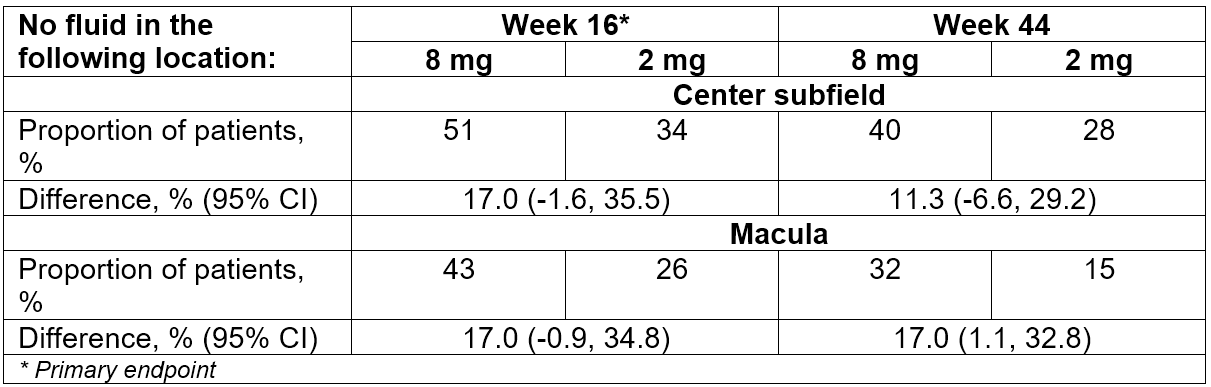 No fluid in the following location: Week 16* Week 44
8 mg 2 mg 8 mg 2 mg
Center subfield
Proportion of patients, % 51 34 40 28
Difference, % (95% CI) 17.0 (-1.6, 35.5) 11.3 (-6.6, 29.2)
Macula
Proportion of patients, % 43 26 32 15
Difference, % (95% CI) 17.0 (-0.9, 34.8) 17.0 (1.1, 32.8)
* Primary endpoint